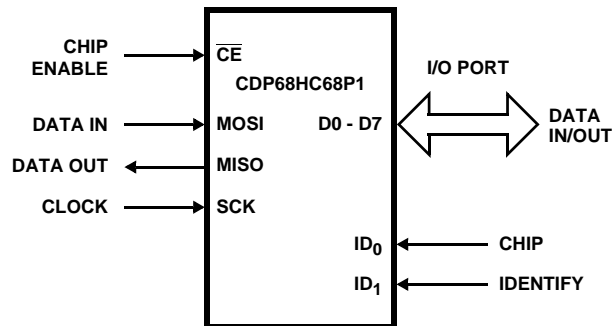 CHIP
ENABLE
CE
CDP68HC68P1
I/O PORT
DATA IN
MOSI
D0 - D7
DATA
IN/OUT
DATA OUT
MISO
CLOCK
SCK
ID0
CHIP
ID1
IDENTIFY